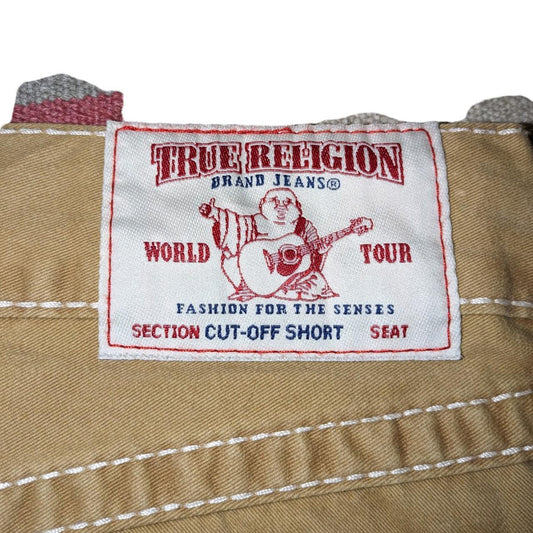 TRUE RELIGION
BRAND JEANS®
WORLD TOUR
FASHION FOR THE SENSES
SECTION CUT-OFF SHORT SEAT